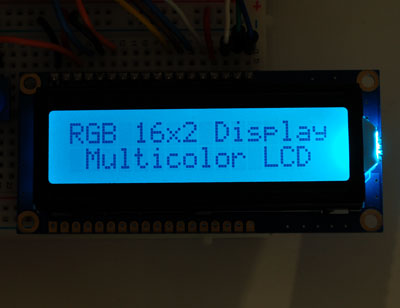 RGB 16x2 Display
Multicolor LCD